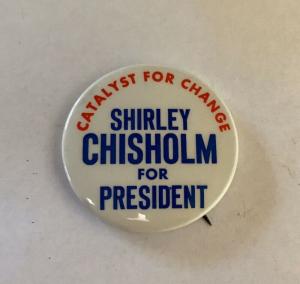 CATALYST FOR CHANGE
SHIRLEY
CHISHOLM
FOR
PRESIDENT